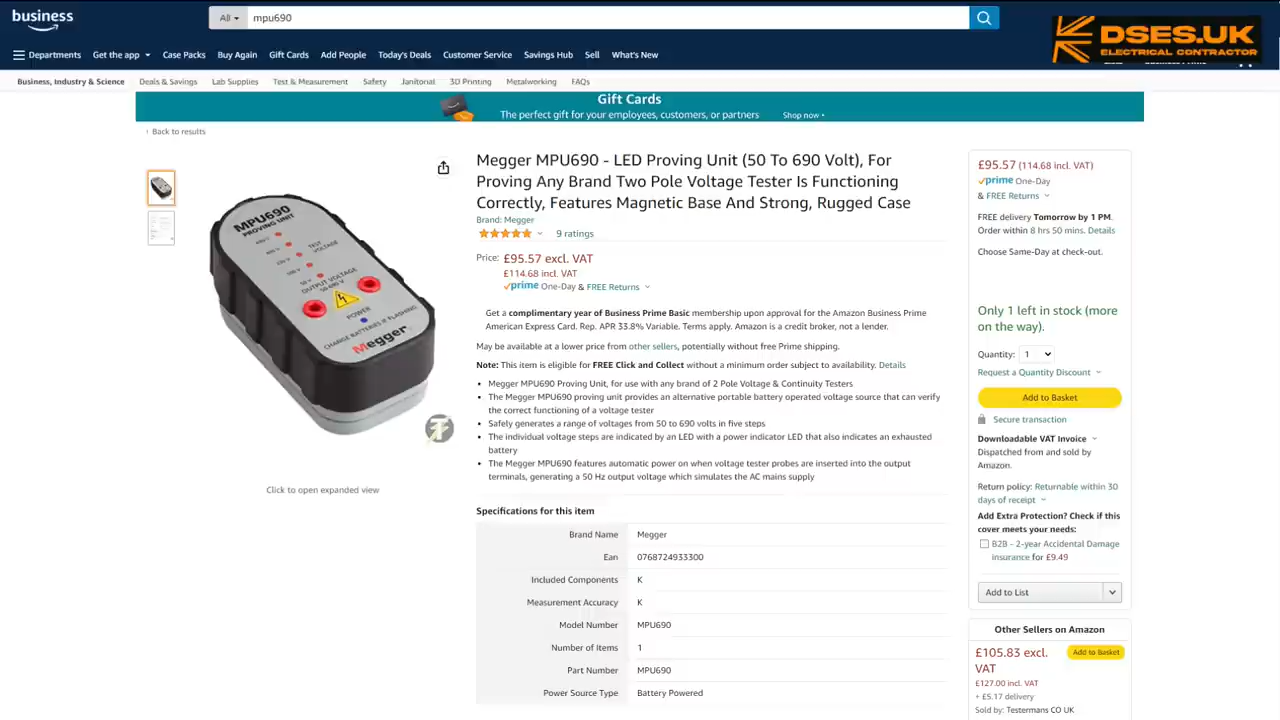 business
All
mpu690
DSES.UK
ELECTRICAL CONTRACTOR
Departments
Get the app
Case Packs
Buy Again
Gift Cards
Add People
Today's Deals
Customer Service
Savings Hub
Sell
What's New
Business, Industry & Science
Deals & Savings
Lab Supplies
Test & Measurement
Safety
Janitorial
3D Printing
Metalworking
FAQs
Gift Cards
The perfect gift for your employees, customers, or partners
Shop now
‹ Back to results
MPU690
PROVING UNIT
TEST
VOLTAGE
OUTPUT VOLTAGE
50-690 V
POWER
CHARGE BATTERIES IF FLASHING
Megger
Click to open expanded view
Megger MPU690 - LED Proving Unit (50 To 690 Volt), For
Proving Any Brand Two Pole Voltage Tester Is Functioning
Correctly, Features Magnetic Base And Strong, Rugged Case
Brand: Megger
9 ratings
Price: £95.57 excl. VAT
£114.68 incl. VAT
prime One-Day & FREE Returns
Get a complimentary year of Business Prime Basic membership upon approval for the Amazon Business Prime
American Express Card. Rep. APR 33.8% Variable. Terms apply. Amazon is a credit broker, not a lender.
May be available at a lower price from other sellers, potentially without free Prime shipping.
Note: This item is eligible for FREE Click and Collect without a minimum order subject to availability. Details
• Megger MPU690 Proving Unit, for use with any brand of 2 Pole Voltage & Continuity Testers
• The Megger MPU690 proving unit provides an alternative portable battery operated voltage source that can verify
the correct functioning of a voltage tester
• Safely generates a range of voltages from 50 to 690 volts in five steps
• The individual voltage steps are indicated by an LED with a power indicator LED that also indicates an exhausted
battery
• The Megger MPU690 features automatic power on when voltage tester probes are inserted into the output
terminals, generating a 50 Hz output voltage which simulates the AC mains supply
Specifications for this item
Brand Name Megger
Ean 0768724933300
Included Components K
Measurement Accuracy K
Model Number MPU690
Number of Items 1
Part Number MPU690
Power Source Type Battery Powered
£95.57 (114.68 incl. VAT)
prime One-Day
& FREE Returns
FREE delivery Tomorrow by 1 PM.
Order within 8 hrs 50 mins. Details
Choose Same-Day at check-out.
Only 1 left in stock (more
on the way).
Quantity: 1
Request a Quantity Discount
Add to Basket
Secure transaction
Downloadable VAT Invoice
Dispatched from and sold by
Amazon.
Return policy: Returnable within 30
days of receipt
Add Extra Protection? Check if this
cover meets your needs:
B2B - 2-year Accidental Damage
insurance for £9.49
Add to List
Other Sellers on Amazon
£105.83 excl.
VAT
Add to Basket
£127.00 incl. VAT
+ £5.17 delivery
Sold by: Testermans CO UK